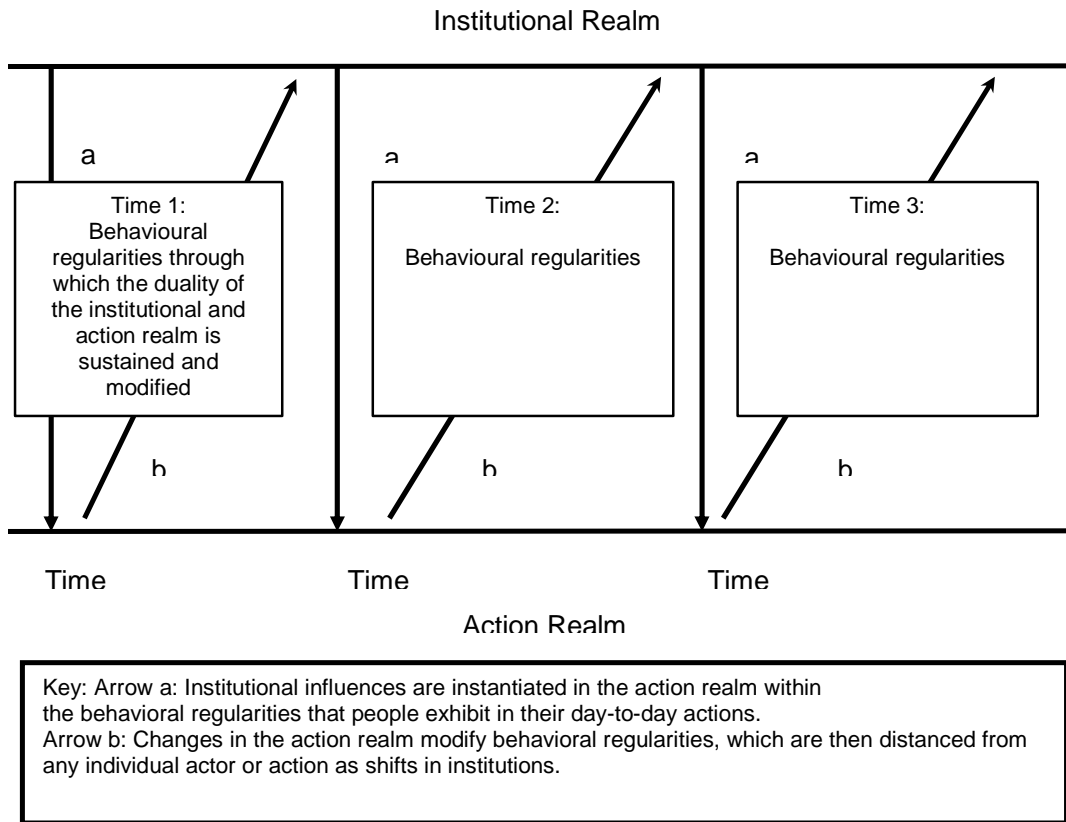 Institutional Realm
a
a
a
Time 1:
Behavioural
regularities through
which the duality of
the institutional and
action realm is
sustained and
modified
Time 2:
Behavioural regularities
Time 3:
Behavioural regularities
b
b
b
Time
Time
Time
Action Realm
Key: Arrow a: Institutional influences are instantiated in the action realm within
the behavioral regularities that people exhibit in their day-to-day actions.
Arrow b: Changes in the action realm modify behavioral regularities, which are then distanced from
any individual actor or action as shifts in institutions.